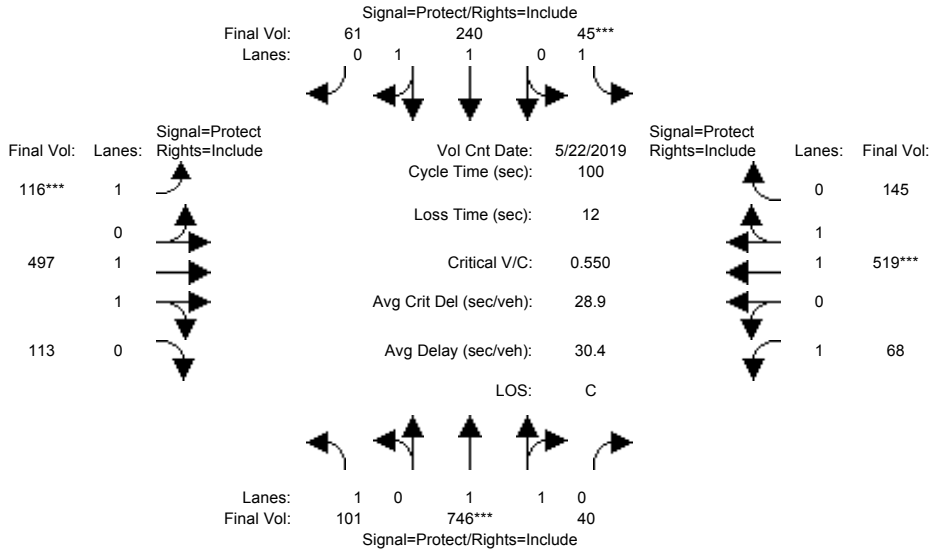 Signal=Protect/Rights=Include
Final Vol: 61 240 45***
Lanes: 0 1 1 0 1
Signal=Protect Signal=Protect
Final Vol: Lanes: Rights=Include Vol Cnt Date: 5/22/2019 Rights=Include Lanes: Final Vol:
Cycle Time (sec): 100
116*** 1 0 145
Loss Time (sec): 12
0 1
497 1 Critical V/C: 0.550 1 519***
1 Avg Crit Del (sec/veh): 28.9 0
113 0 Avg Delay (sec/veh): 30.4 1 68
LOS: C
Lanes: 1 0 1 1 0
Final Vol: 101 746*** 40
Signal=Protect/Rights=Include